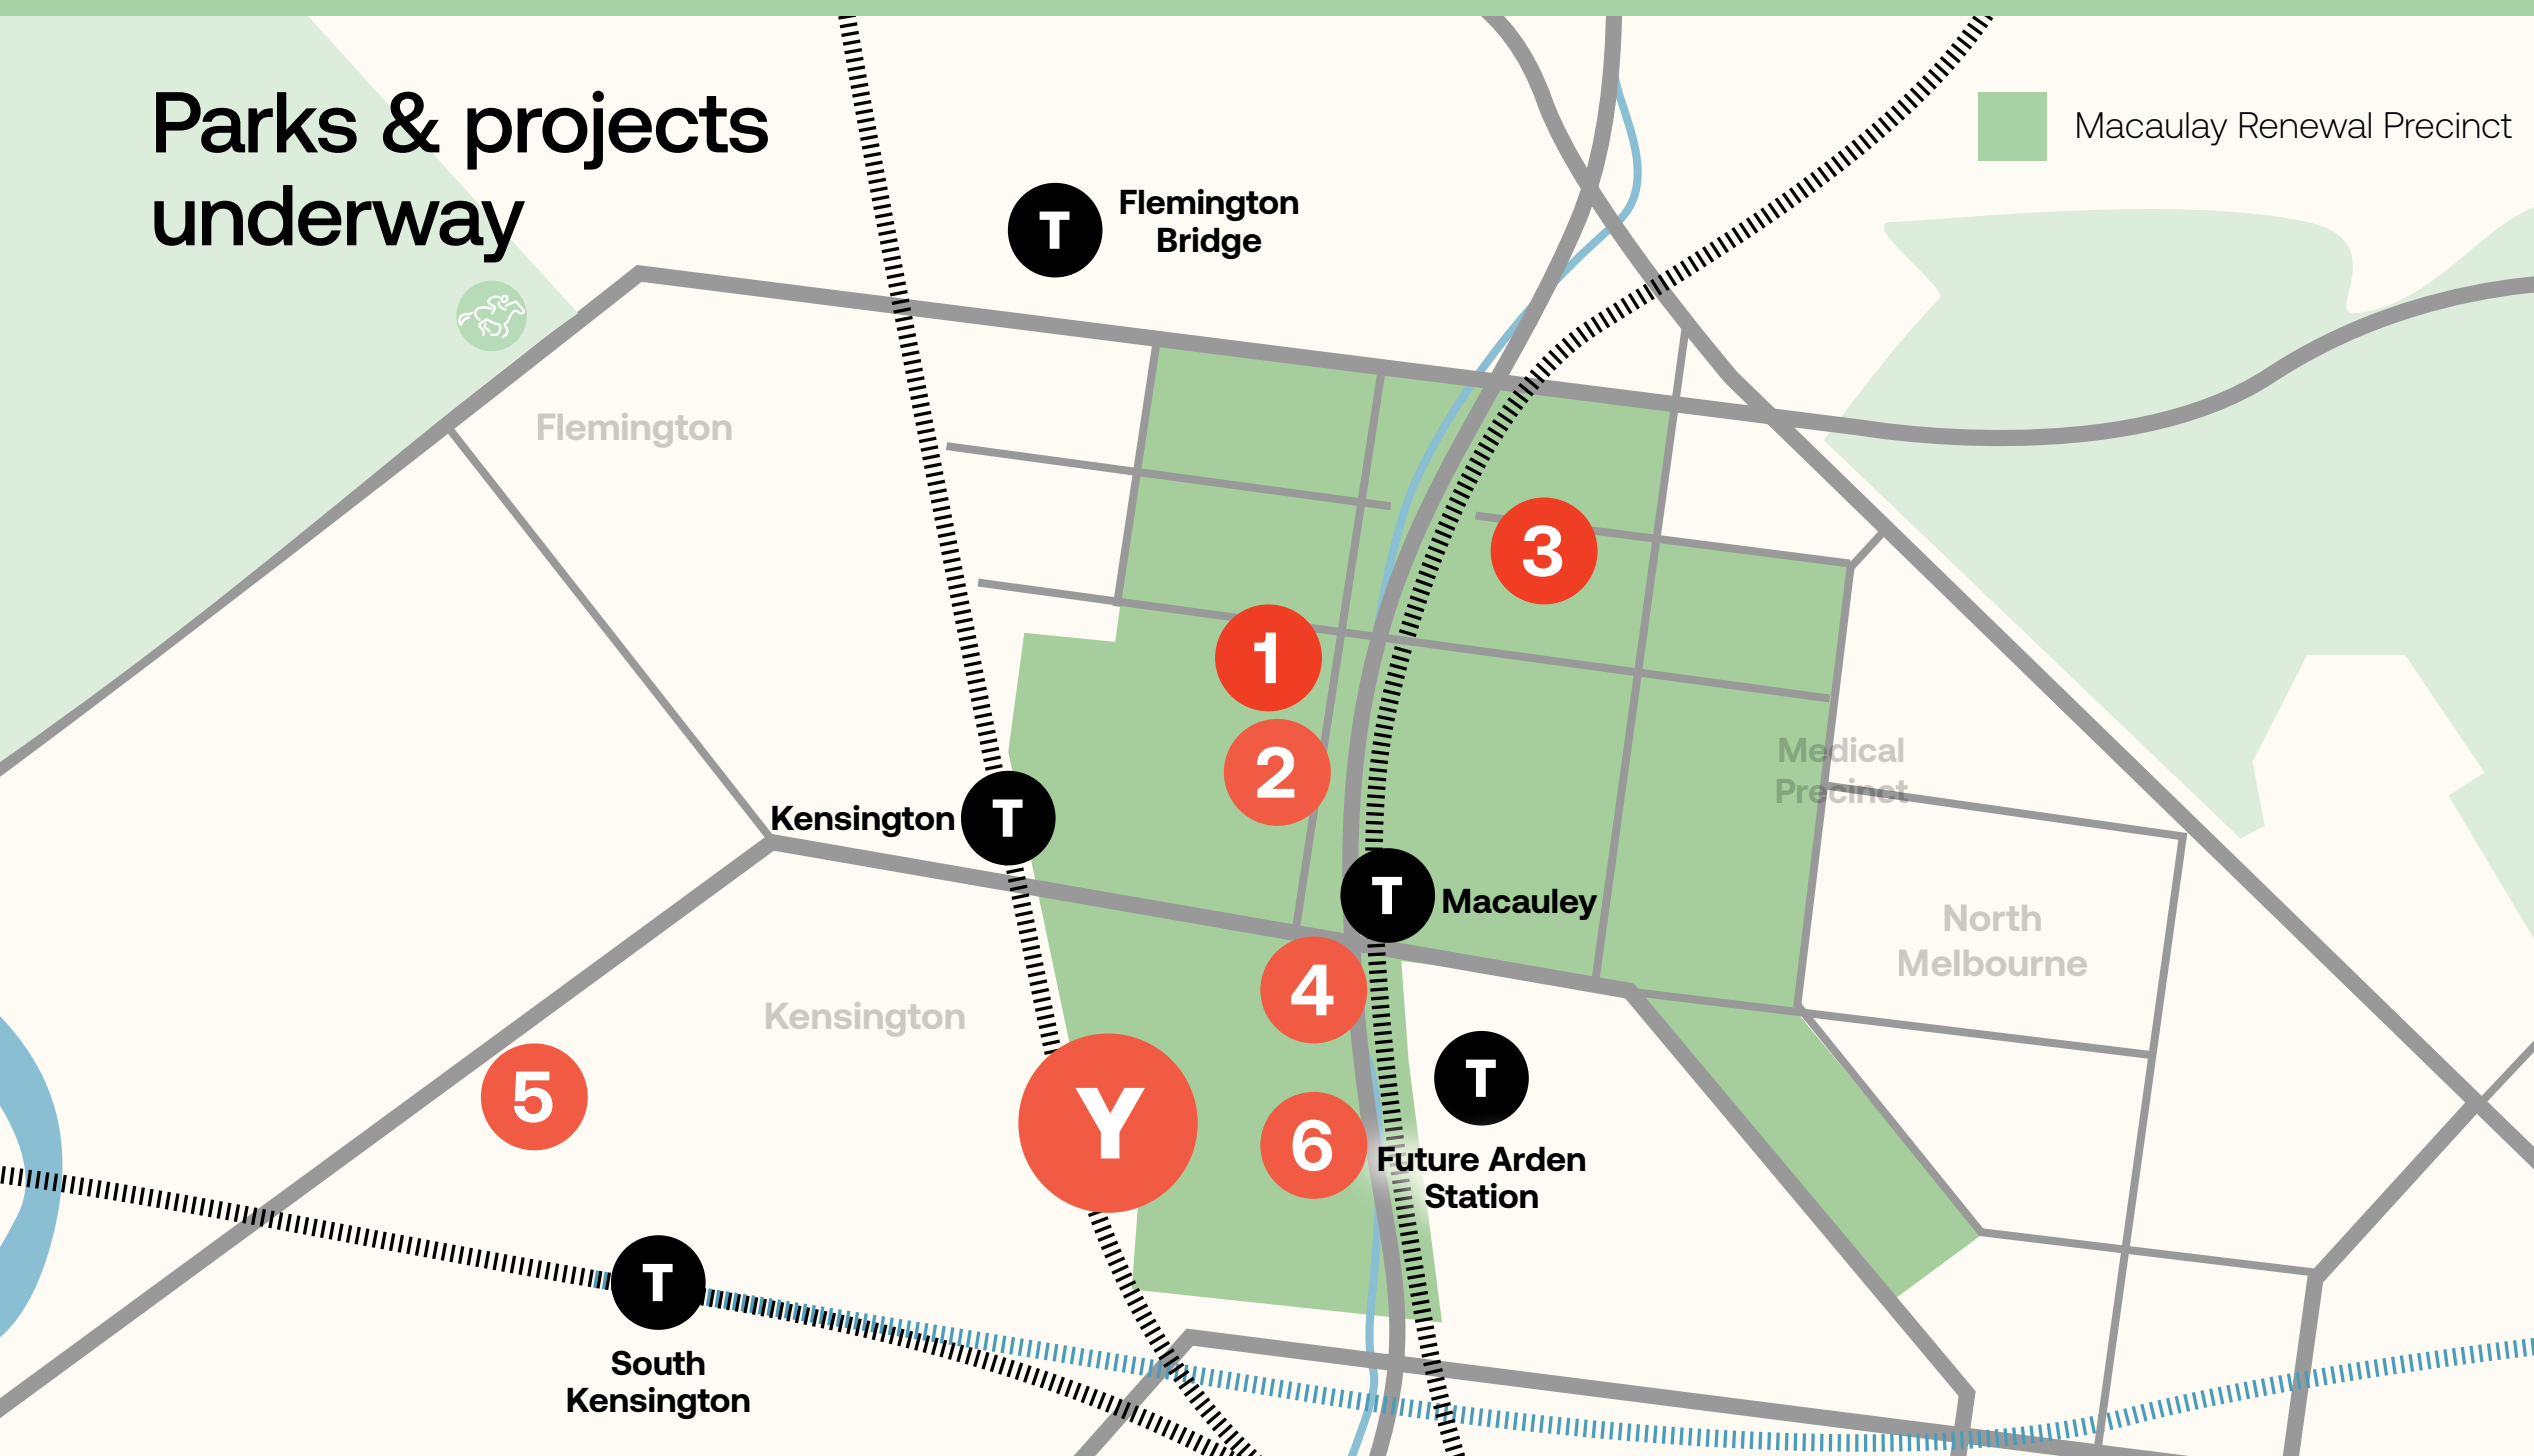 Parks & projects
underway
Macaulay Renewal Precinct
T
Flemington
Bridge
Flemington
3
1
2
Medical
Precinct
Kensington
T
T
Macauley
North
Melbourne
4
Kensington
5
Y
T
6
Future Arden
Station
T
South
Kensington